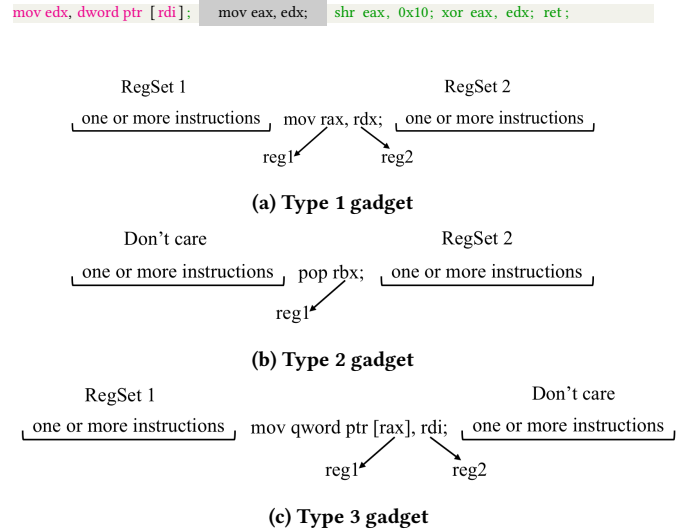 mov edx, dword ptr [rdi]; mov eax, edx; shr eax, 0x10; xor eax, edx; ret;
RegSet 1 RegSet 2
one or more instructions mov rax, rdx; one or more instructions
reg1 reg2
(a) Type 1 gadget
Don't care RegSet 2
one or more instructions pop rbx; one or more instructions
reg1
(b) Type 2 gadget
RegSet 1 Don't care
one or more instructions mov qword ptr [rax], rdi; one or more instructions
reg1 reg2
(c) Type 3 gadget